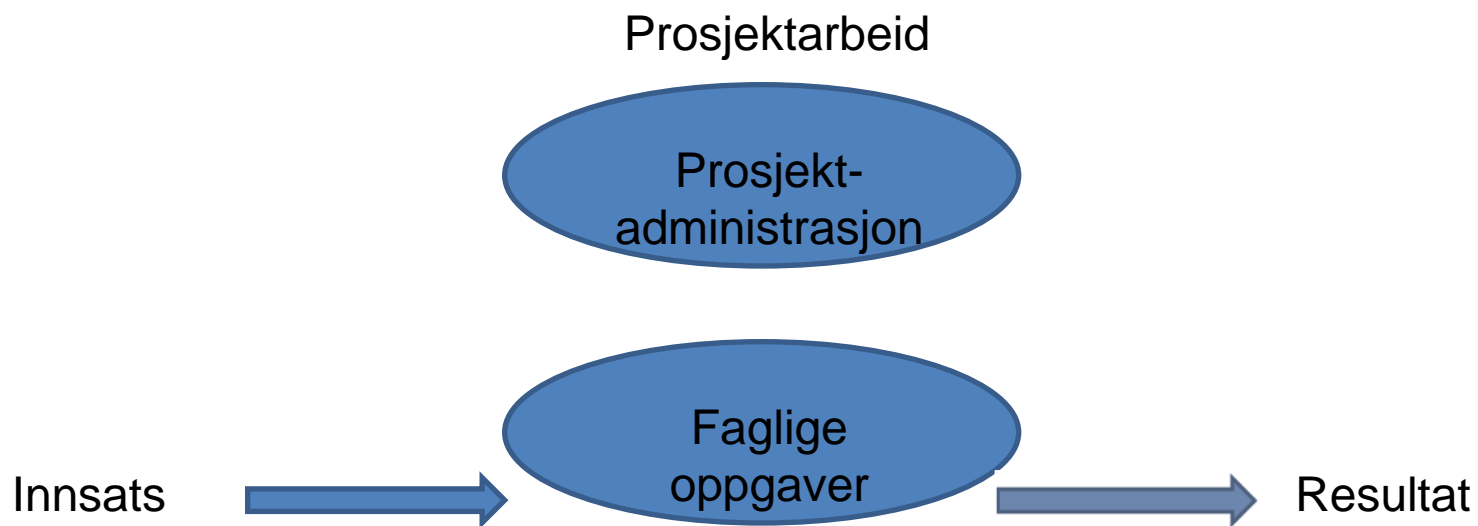 Prosjektarbeid
Prosjekt-
administrasjon
Faglige
oppgaver
Innsats
Resultat